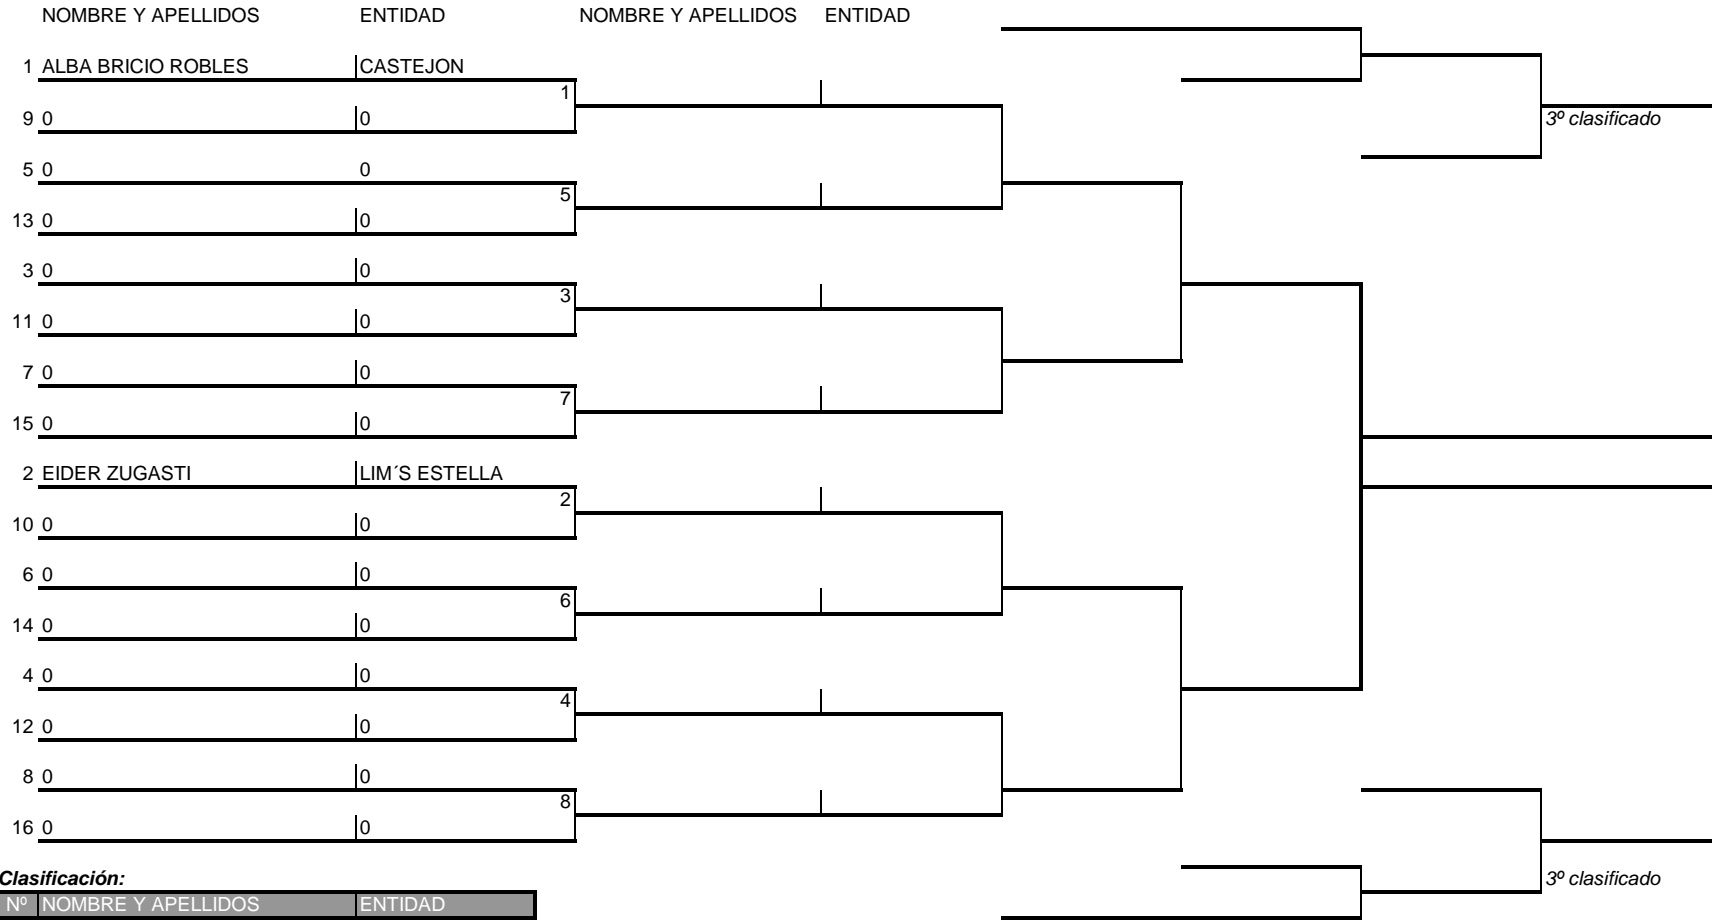 NOMBRE Y APELLIDOS ENTIDAD NOMBRE Y APELLIDOS ENTIDAD
1 ALBA BRICIO ROBLES CASTEJON
1
9 0 0
3º clasificado
5 0 0
5
13 0 0
3 0 0
3
11 0 0
7 0 0
7
15 0 0
2 EIDER ZUGASTI LIM´S ESTELLA
2
10 0 0
6 0 0
6
14 0 0
4 0 0
4
12 0 0
8 0 0
8
16 0 0
Clasificación: 3º clasificado
Nº NOMBRE Y APELLIDOS ENTIDAD